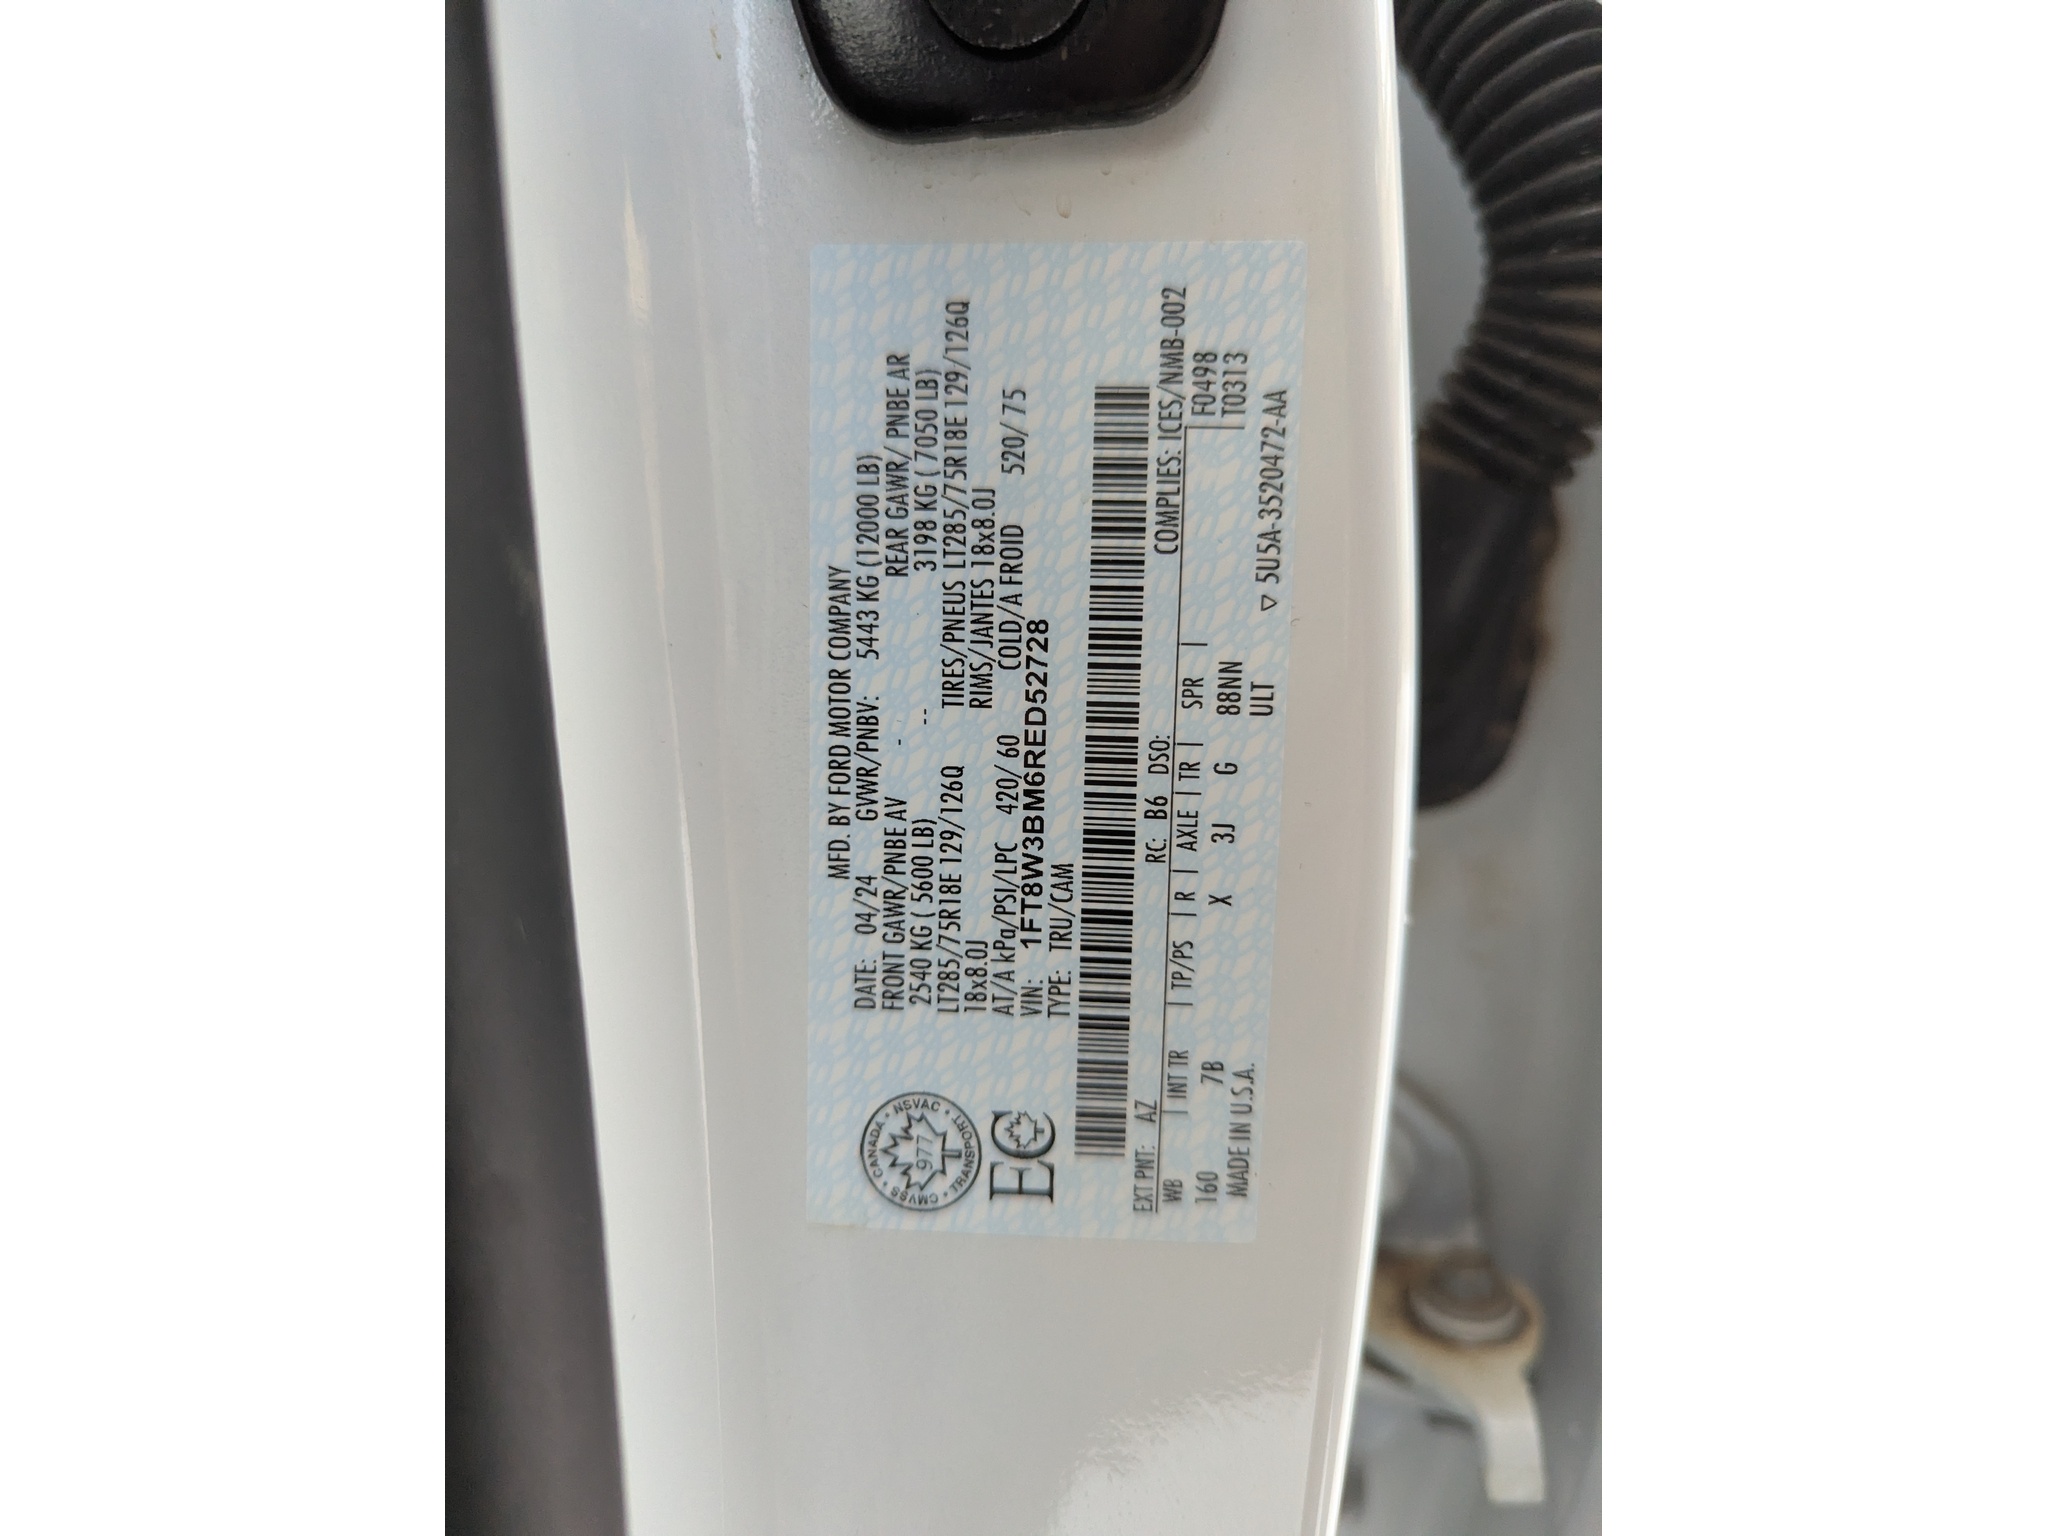 MFD. BY FORD MOTOR COMPANY
DATE: 04/24 GVWR/PNBV: 5443 KG (12000 LB)
FRONT GAWR/PNBE AV - REAR GAWR/ PNBE AR
2540 KG ( 5600 LB) -- 3198 KG ( 7050 LB)
LT285/75R18E 129/126Q TIRES/PNEUS LT285/75R18E 129/126Q
18x8.0J RIMS/JANTES 18x8.0J
AT/A kPa/PSI/LPC 420/ 60 COLD/A FROID 520/ 75
VIN: 1FT8W3BM6RED52728
TYPE: TRU/CAM
CANADA • NSVAC • TRANSPORT • CMVSS •
977
EC
EXT PNT: AZ RC: B6 DSO: COMPLIES: ICES/NMB-002
WB | INT TR | TP/PS | R | AXLE | TR | SPR | F0498
160 7B X 3J G 88NN T0313
MADE IN U.S.A. ULT ▽ 5U5A-3520472-AA